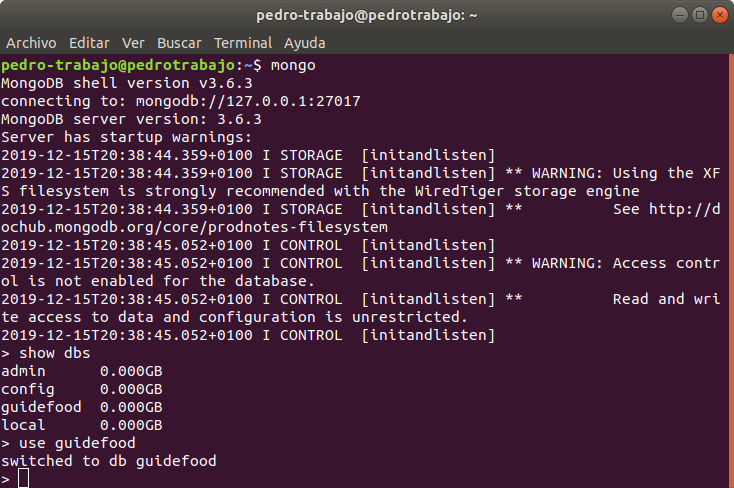 pedro-trabajo@pedrotrabajo: ~
Archivo Editar Ver Buscar Terminal Ayuda
pedro-trabajo@pedrotrabajo:~$ mongo
MongoDB shell version v3.6.3
connecting to: mongodb://127.0.0.1:27017
MongoDB server version: 3.6.3
Server has startup warnings:
2019-12-15T20:38:44.359+0100 I STORAGE  [initandlisten]
2019-12-15T20:38:44.359+0100 I STORAGE  [initandlisten] ** WARNING: Using the XF
S filesystem is strongly recommended with the WiredTiger storage engine
2019-12-15T20:38:44.359+0100 I STORAGE  [initandlisten] **          See http://d
ochub.mongodb.org/core/prodnotes-filesystem
2019-12-15T20:38:45.052+0100 I CONTROL  [initandlisten]
2019-12-15T20:38:45.052+0100 I CONTROL  [initandlisten] ** WARNING: Access contr
ol is not enabled for the database.
2019-12-15T20:38:45.052+0100 I CONTROL  [initandlisten] **          Read and wri
te access to data and configuration is unrestricted.
2019-12-15T20:38:45.052+0100 I CONTROL  [initandlisten]
> show dbs
admin      0.000GB
config     0.000GB
guidefood  0.000GB
local      0.000GB
> use guidefood
switched to db guidefood
>